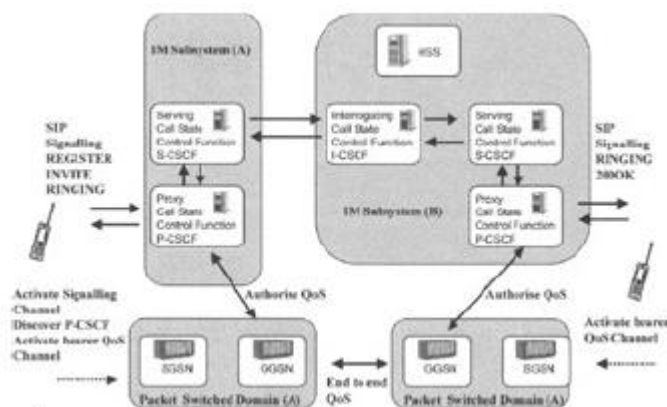 IM Subsystem (A)
HSS
Serving
Call State
Control Function
S-CSCF
Interrogating
Call State
Control Function
I-CSCF
Serving
Call State
Control Function
S-CSCF
SIP
Signalling
REGISTER
INVITE
RINGING
SIP
Signalling
RINGING
200OK
Proxy
Call State
Control Function
P-CSCF
IM Subsystem (B)
Proxy
Call State
Control Function
P-CSCF
Activate Signalling
Channel
Discover P-CSCF
Activate bearer QoS
Channel
Authorise QoS
Authorise QoS
Activate bearer
QoS Channel
SGSN
GGSN
End to end
QoS
GGSN
SGSN
Packet Switched Domain (A)
Packet Switched Domain (A)